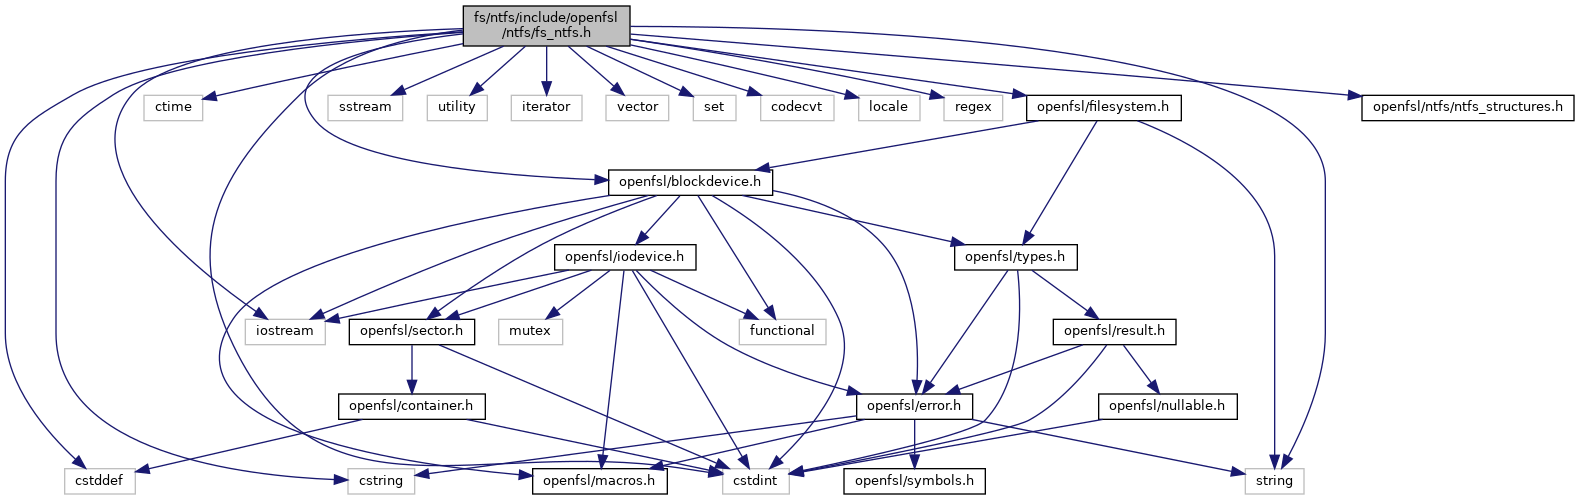 fs/ntfs/include/openfsl
/ntfs/fs_ntfs.h
ctime
sstream
utility
iterator
vector
set
codecvt
locale
regex
openfsl/filesystem.h
openfsl/ntfs/ntfs_structures.h
openfsl/blockdevice.h
openfsl/iodevice.h
openfsl/types.h
iostream
openfsl/sector.h
mutex
functional
openfsl/result.h
openfsl/container.h
openfsl/error.h
openfsl/nullable.h
cstddef
cstring
openfsl/macros.h
cstdint
openfsl/symbols.h
string